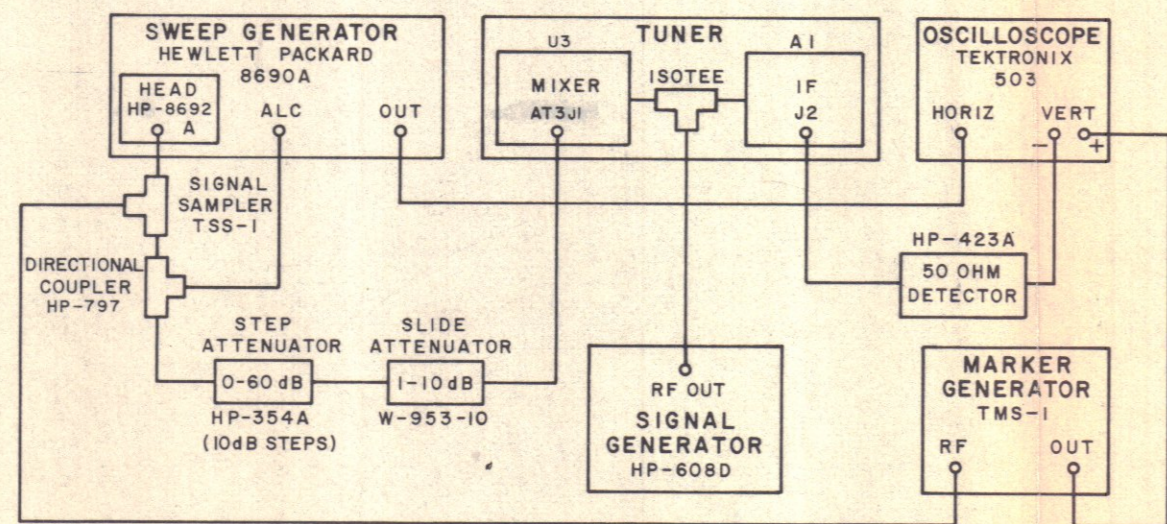 SWEEP GENERATOR
HEWLETT PACKARD
8690A
HEAD
HP-8692
A
ALC
OUT
TUNER
U3
MIXER
AT3J1
ISOTEE
A1
IF
J2
OSCILLOSCOPE
TEKTRONIX
503
HORIZ
VERT
-
+
SIGNAL
SAMPLER
TSS-1
DIRECTIONAL
COUPLER
HP-797
HP-423A
50 OHM
DETECTOR
STEP
ATTENUATOR
0-60 dB
HP-354A
(10dB STEPS)
SLIDE
ATTENUATOR
1-10dB
W-953-10
RF OUT
SIGNAL
GENERATOR
HP-608D
MARKER
GENERATOR
TMS-1
RF
OUT